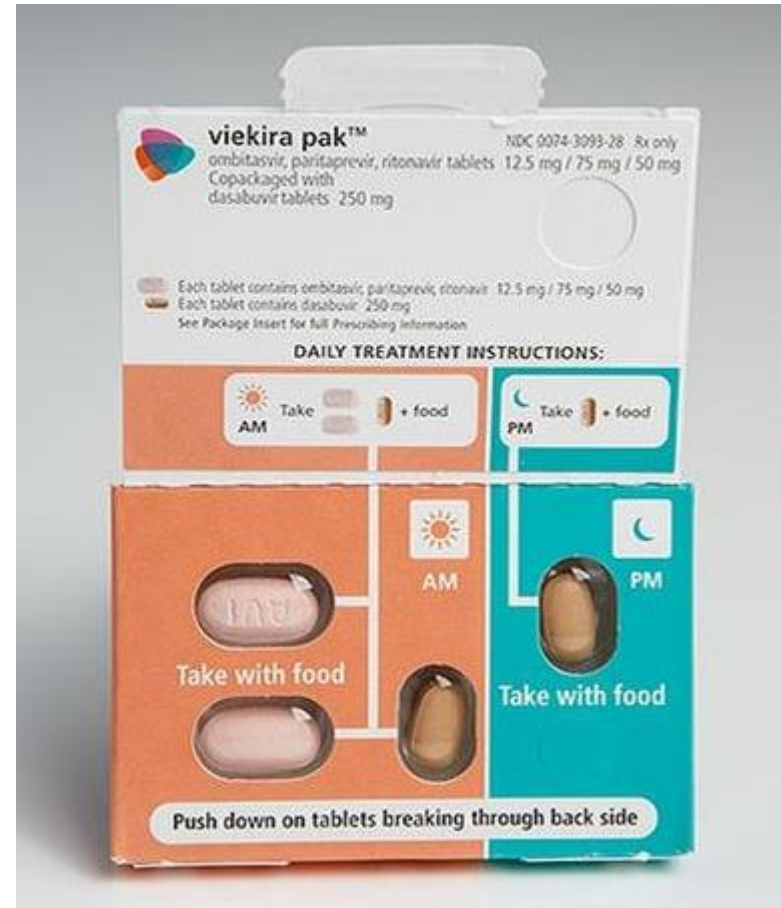 viekira pak™
NDC 0074-3093-28 Rx only
ombitasvir, paritaprevir, ritonavir tablets 12.5 mg / 75 mg / 50 mg
Copackaged with
dasabuvir tablets 250 mg
Each tablet contains ombitasvir, paritaprevir, ritonavir 12.5 mg / 75 mg / 50 mg
Each tablet contains dasabuvir 250 mg
See Package Insert for full Prescribing Information
DAILY TREATMENT INSTRUCTIONS:
AM Take + food
PM Take + food
AM
PM
Take with food
Take with food
Push down on tablets breaking through back side